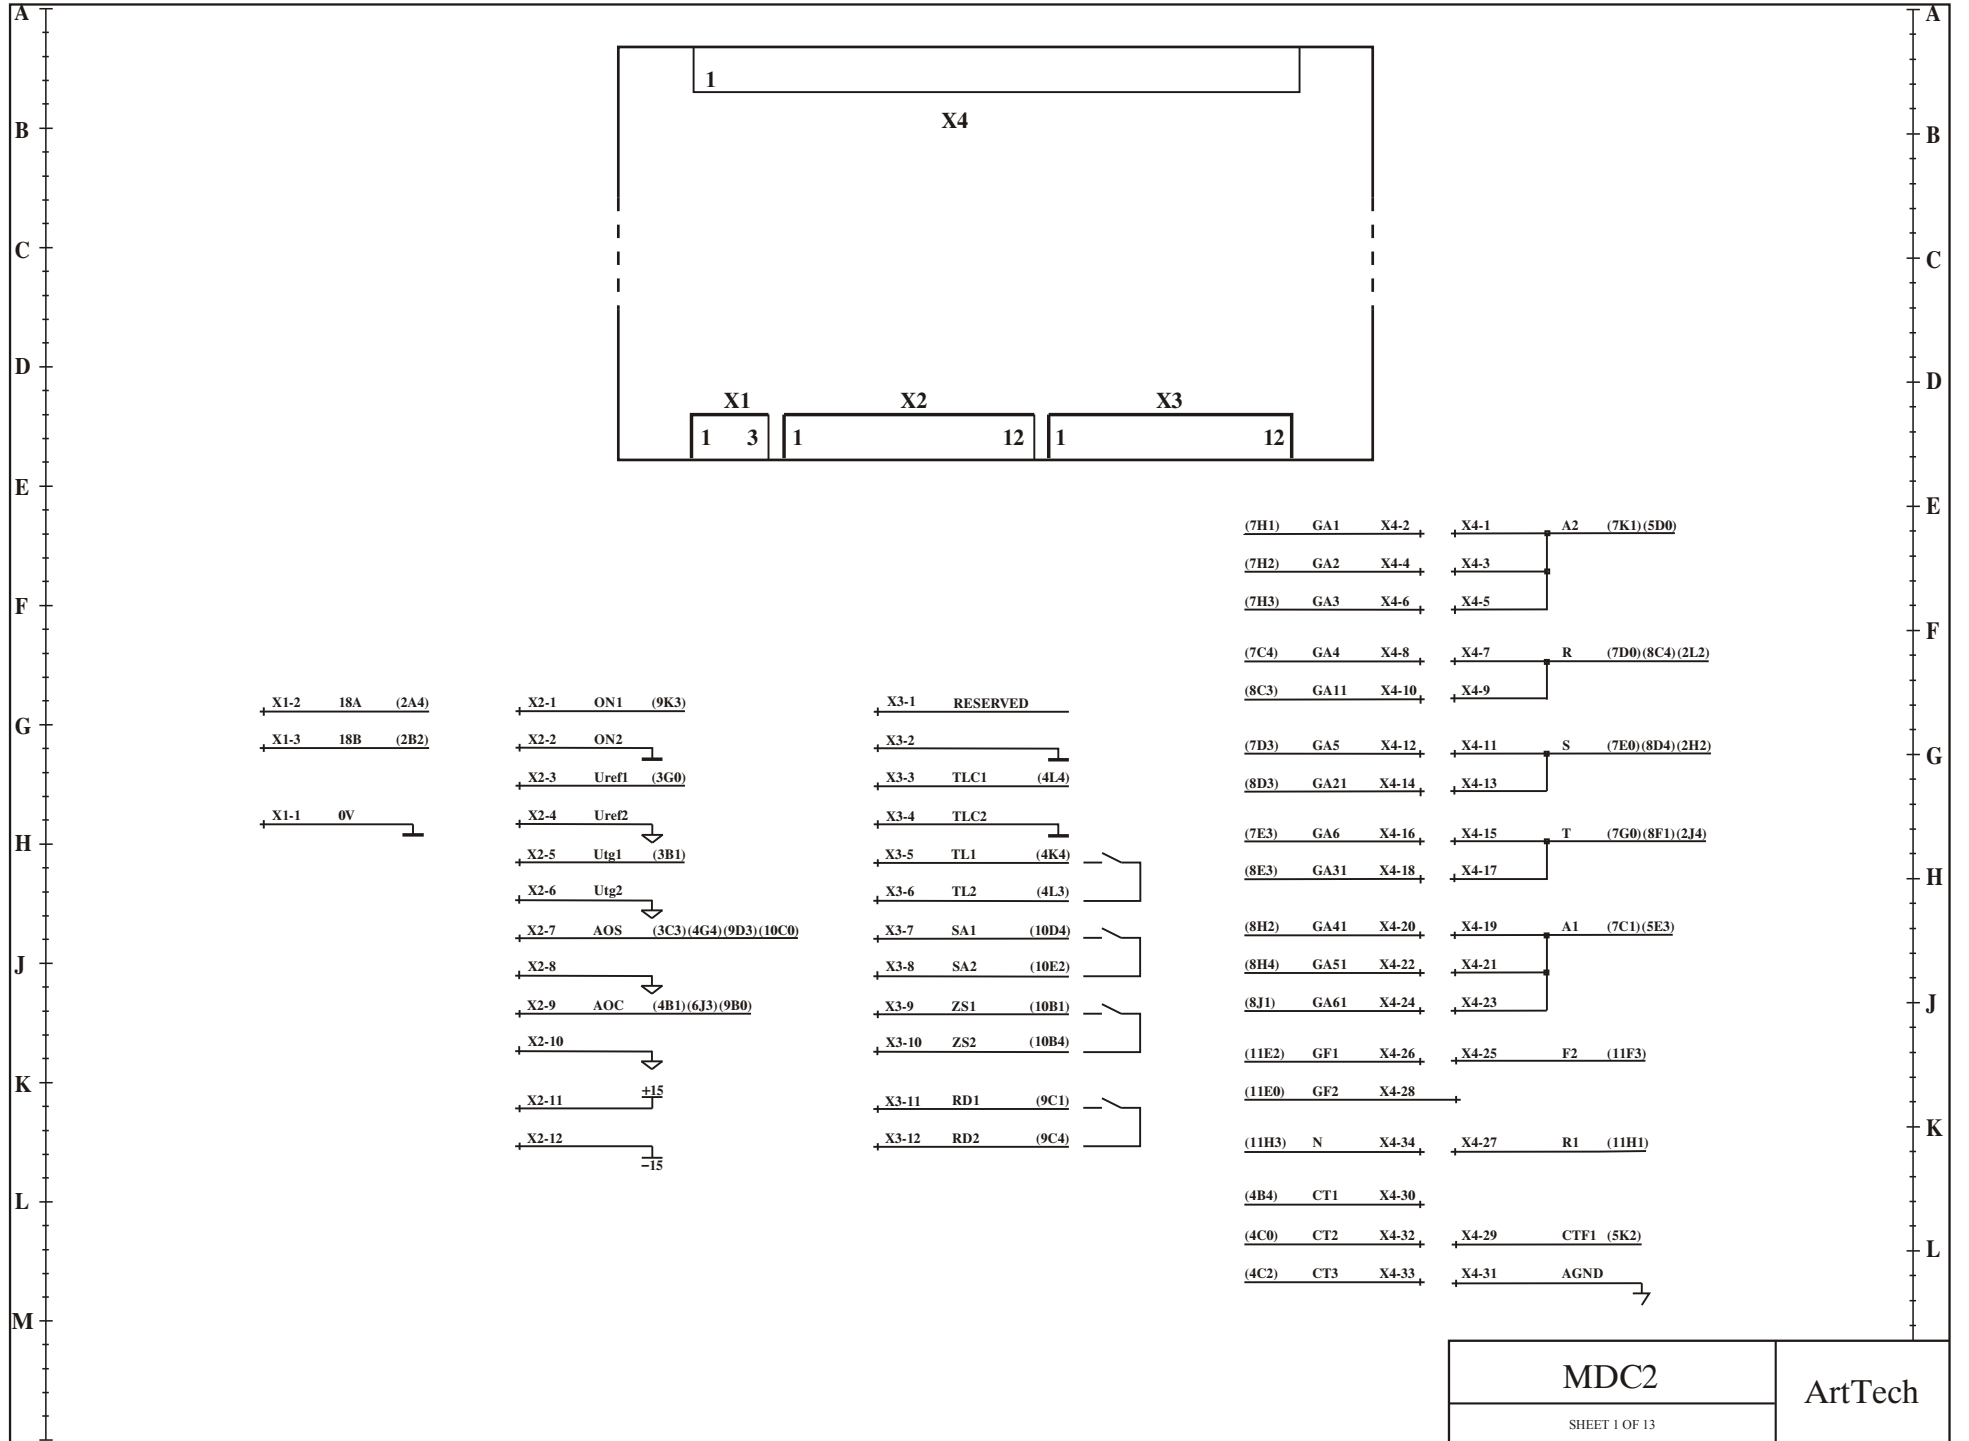 A A
1
X4
B B
C C
D D
X1 X2 X3
1 3 1 12 1 12
E E
(7H1) GA1 X4-2 X4-1 A2 (7K1)(5D0)
(7H2) GA2 X4-4 X4-3
(7H3) GA3 X4-6 X4-5
F F
(7C4) GA4 X4-8 X4-7 R (7D0)(8C4)(2L2)
(8C3) GA11 X4-10 X4-9
(7D3) GA5 X4-12 X4-11 S (7E0)(8D4)(2H2)
(8D3) GA21 X4-14 X4-13
(7E3) GA6 X4-16 X4-15 T (7G0)(8F1)(2J4)
(8E3) GA31 X4-18 X4-17
(8H2) GA41 X4-20 X4-19 A1 (7C1)(5E3)
(8H4) GA51 X4-22 X4-21
(8J1) GA61 X4-24 X4-23
(11E2) GF1 X4-26 X4-25 F2 (11F3)
(11E0) GF2 X4-28
(11H3) N X4-34 X4-27 R1 (11H1)
(4B4) CT1 X4-30
(4C0) CT2 X4-32 X4-29 CTF1 (5K2)
(4C2) CT3 X4-33 X4-31 AGND
G G
X1-2 18A (2A4)
X1-3 18B (2B2)
X1-1 0V
X2-1 ON1 (9K3)
X2-2 ON2
X2-3 Uref1 (3G0)
X2-4 Uref2
X2-5 Utg1 (3B1)
X2-6 Utg2
X2-7 AOS (3C3)(4G4)(9D3)(10C0)
X2-8
X2-9 AOC (4B1)(6J3)(9B0)
X2-10
+15
X2-11
X2-12
−15
X3-1 RESERVED
X3-2
X3-3 TLC1 (4L4)
X3-4 TLC2
X3-5 TL1 (4K4)
X3-6 TL2 (4L3)
X3-7 SA1 (10D4)
X3-8 SA2 (10E2)
X3-9 ZS1 (10B1)
X3-10 ZS2 (10B4)
X3-11 RD1 (9C1)
X3-12 RD2 (9C4)
H H
J J
K K
L L
M
MDC2
SHEET 1 OF 13
ArtTech